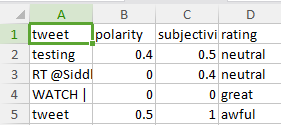 A B C D
1 tweet polarity subjectivi rating
2 testing 0.4 0.5 neutral
3 RT @Siddl 0 0.4 neutral
4 WATCH | 0 0 great
5 tweet 0.5 1 awful